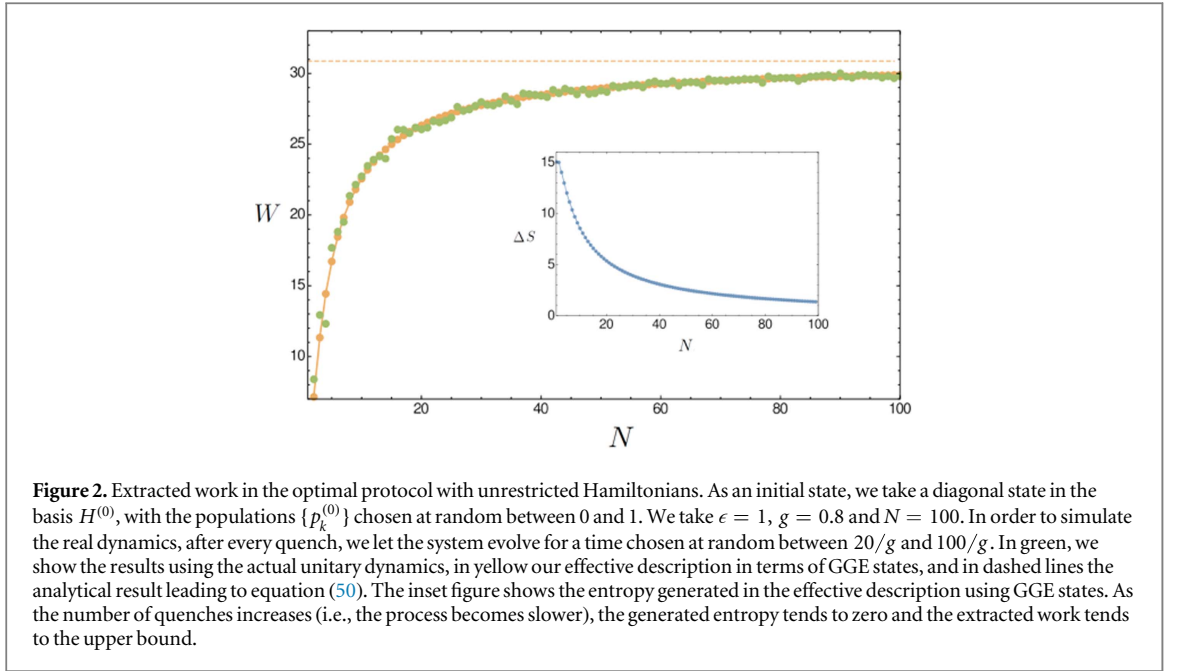 30
25
W 20
15
10
20 40 60 80 100
N
15
10
ΔS
5
0
20 40 60 80 100
N
Figure 2. Extracted work in the optimal protocol with unrestricted Hamiltonians. As an initial state, we take a diagonal state in the
basis H^(0), with the populations {p_k^(0)} chosen at random between 0 and 1. We take ϵ = 1, g = 0.8 and N = 100. In order to simulate
the real dynamics, after every quench, we let the system evolve for a time chosen at random between 20/g and 100/g. In green, we
show the results using the actual unitary dynamics, in yellow our effective description in terms of GGE states, and in dashed lines the
analytical result leading to equation (50). The inset figure shows the entropy generated in the effective description using GGE states. As
the number of quenches increases (i.e., the process becomes slower), the generated entropy tends to zero and the extracted work tends
to the upper bound.